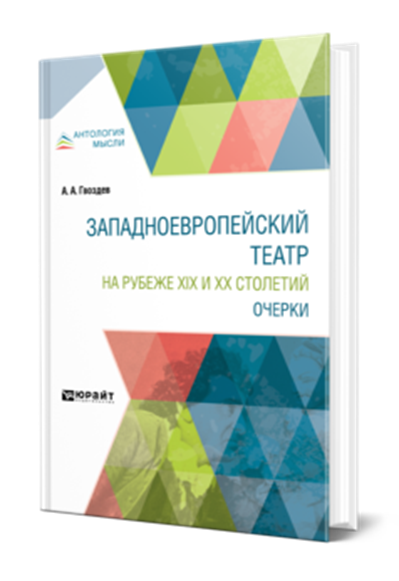 АНТОЛОГИЯ
МЫСЛИ
А. А. Гвоздев
ЗАПАДНОЕВРОПЕЙСКИЙ
ТЕАТР
НА РУБЕЖЕ XIX И XX СТОЛЕТИЙ
ОЧЕРКИ
юрайт